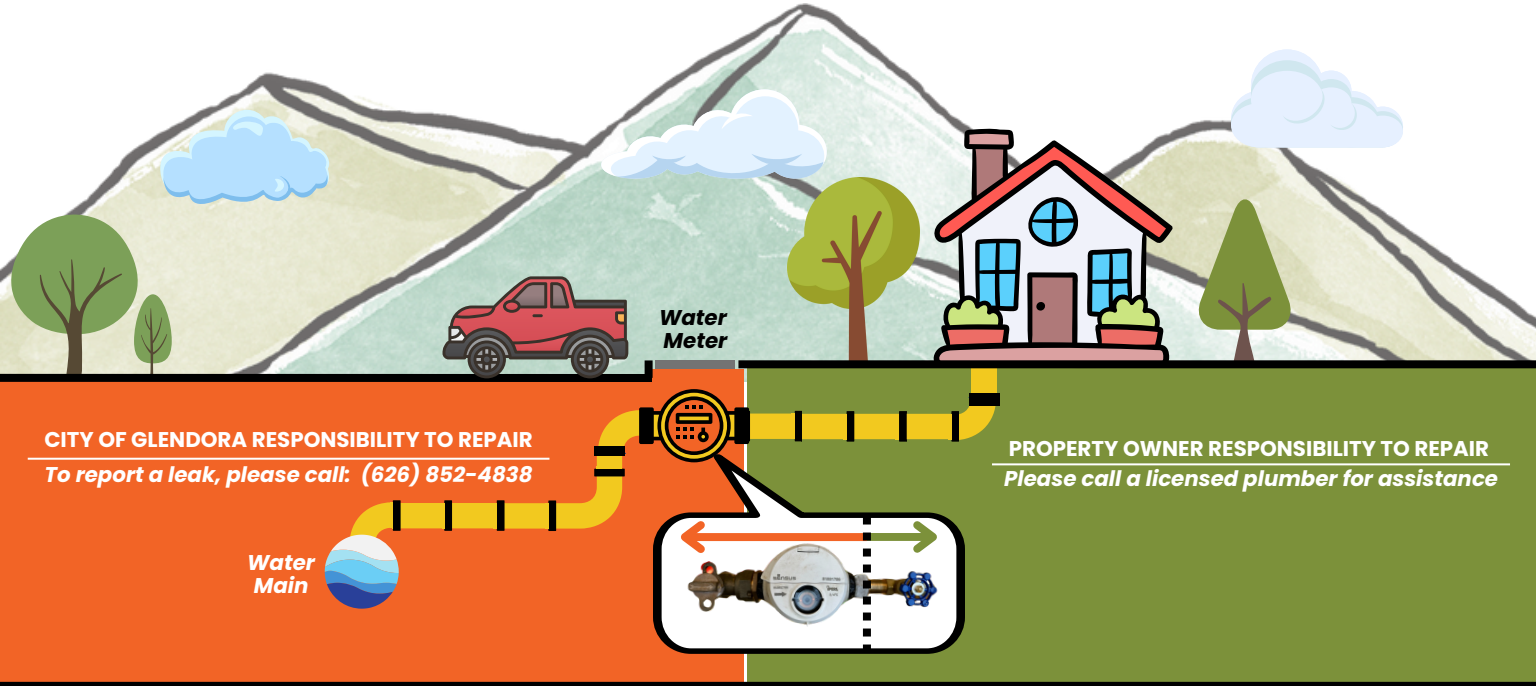 Water
Meter
CITY OF GLENDORA RESPONSIBILITY TO REPAIR
To report a leak, please call: (626) 852-4838
PROPERTY OWNER RESPONSIBILITY TO REPAIR
Please call a licensed plumber for assistance
Water
Main
sensus